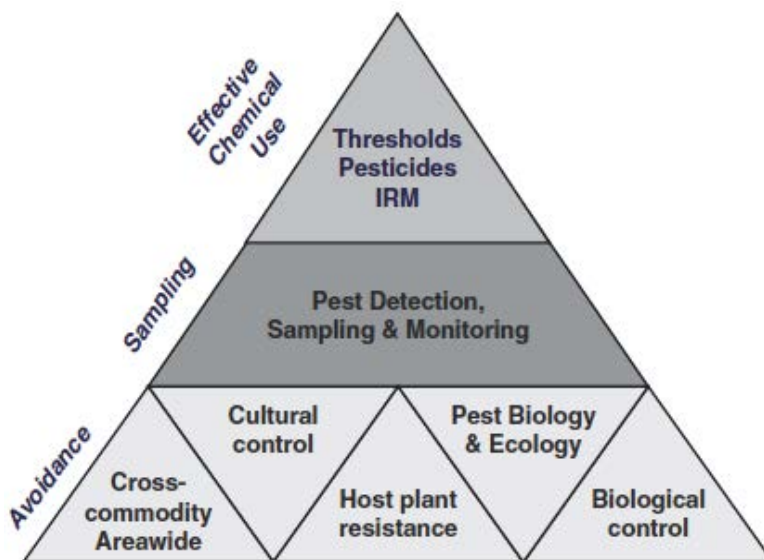 Effective
Chemical
Use
Thresholds
Pesticides
IRM
Sampling
Pest Detection,
Sampling & Monitoring
Avoidance
Cultural
control
Pest Biology
& Ecology
Cross-
commodity
Areawide
Host plant
resistance
Biological
control